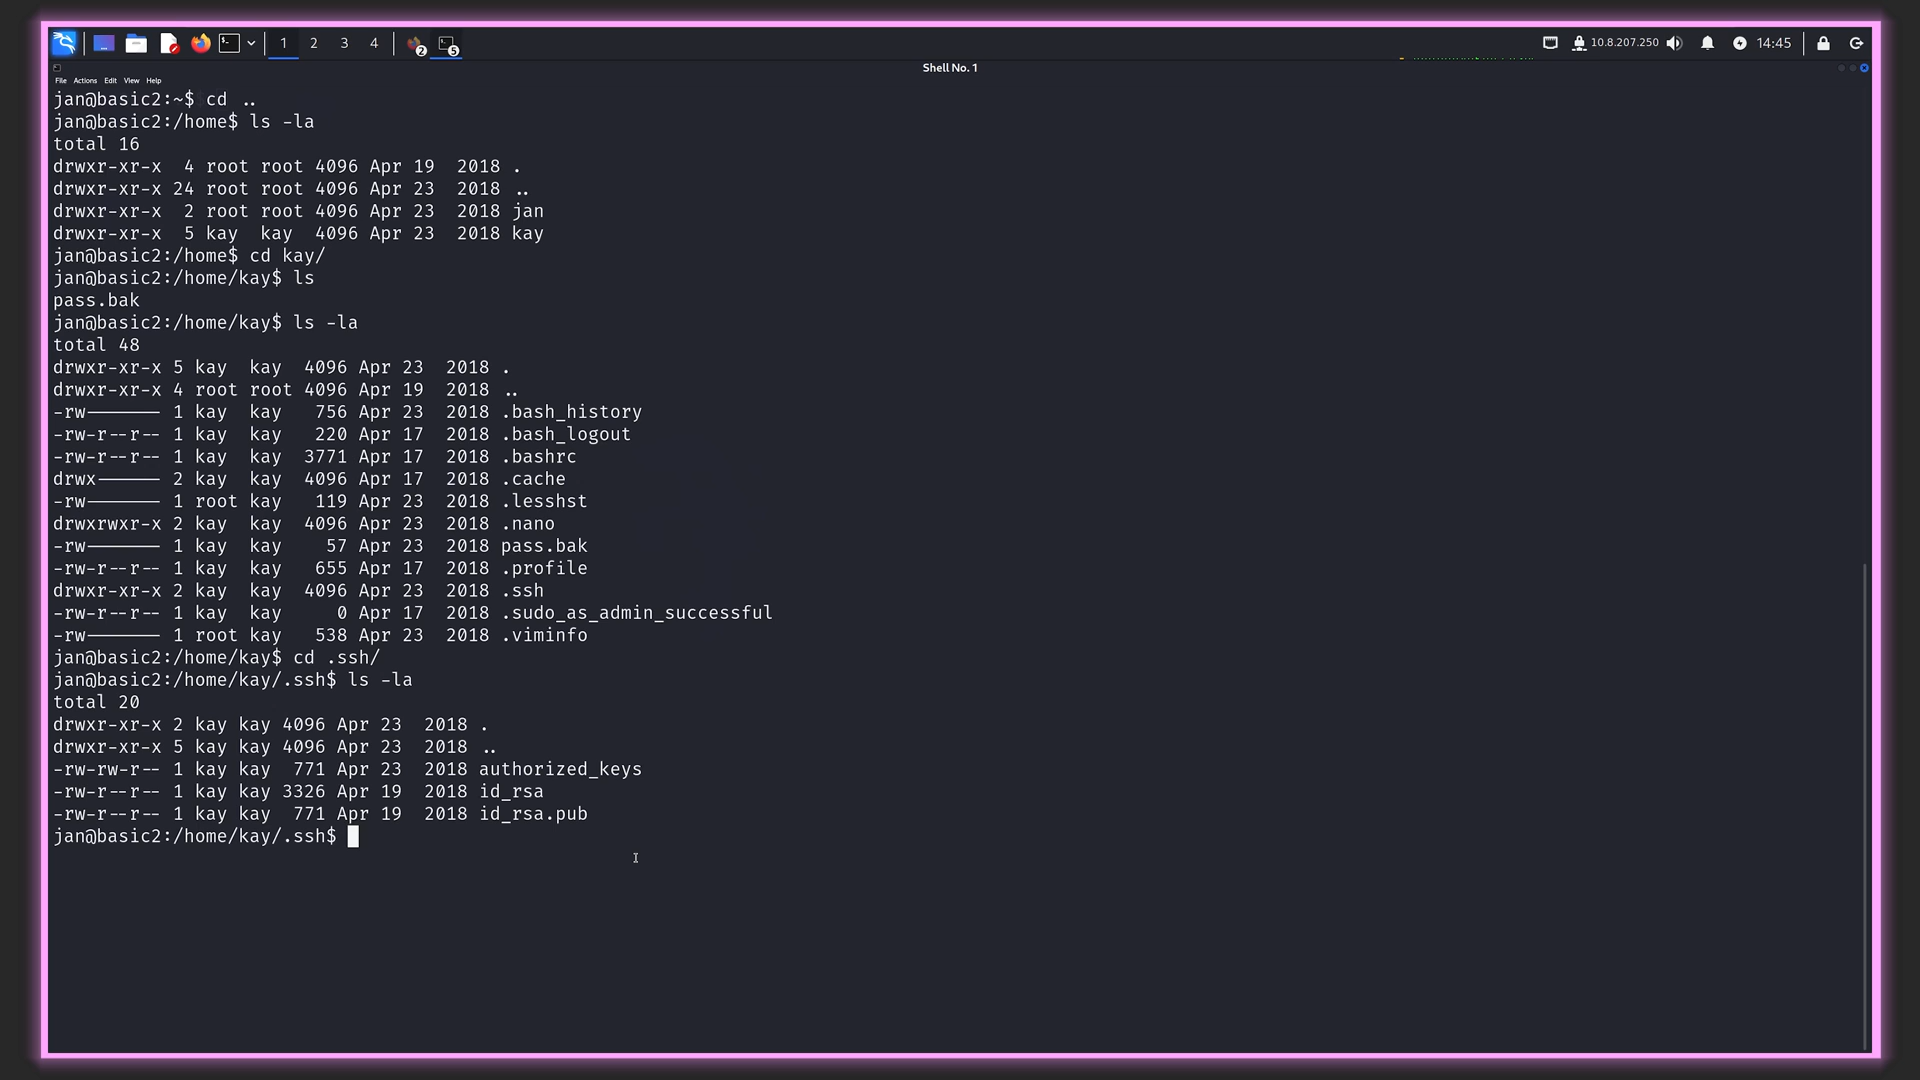 1 2 3 4 2 5 10.8.207.250 14:45
Shell No. 1
File Actions Edit View Help
jan@basic2:~$ cd ..
jan@basic2:/home$ ls -la
total 16
drwxr-xr-x  4 root root 4096 Apr 19  2018 .
drwxr-xr-x 24 root root 4096 Apr 23  2018 ..
drwxr-xr-x  2 root root 4096 Apr 23  2018 jan
drwxr-xr-x  5 kay  kay  4096 Apr 23  2018 kay
jan@basic2:/home$ cd kay/
jan@basic2:/home/kay$ ls
pass.bak
jan@basic2:/home/kay$ ls -la
total 48
drwxr-xr-x 5 kay  kay  4096 Apr 23  2018 .
drwxr-xr-x 4 root root 4096 Apr 19  2018 ..
-rw------- 1 kay  kay   756 Apr 23  2018 .bash_history
-rw-r--r-- 1 kay  kay   220 Apr 17  2018 .bash_logout
-rw-r--r-- 1 kay  kay  3771 Apr 17  2018 .bashrc
drwx------ 2 kay  kay  4096 Apr 17  2018 .cache
-rw------- 1 root kay   119 Apr 23  2018 .lesshst
drwxrwxr-x 2 kay  kay  4096 Apr 23  2018 .nano
-rw------- 1 kay  kay    57 Apr 23  2018 pass.bak
-rw-r--r-- 1 kay  kay   655 Apr 17  2018 .profile
drwxr-xr-x 2 kay  kay  4096 Apr 23  2018 .ssh
-rw-r--r-- 1 kay  kay     0 Apr 17  2018 .sudo_as_admin_successful
-rw------- 1 root kay   538 Apr 23  2018 .viminfo
jan@basic2:/home/kay$ cd .ssh/
jan@basic2:/home/kay/.ssh$ ls -la
total 20
drwxr-xr-x 2 kay kay 4096 Apr 23  2018 .
drwxr-xr-x 5 kay kay 4096 Apr 23  2018 ..
-rw-rw-r-- 1 kay kay  771 Apr 23  2018 authorized_keys
-rw-r--r-- 1 kay kay 3326 Apr 19  2018 id_rsa
-rw-r--r-- 1 kay kay  771 Apr 19  2018 id_rsa.pub
jan@basic2:/home/kay/.ssh$